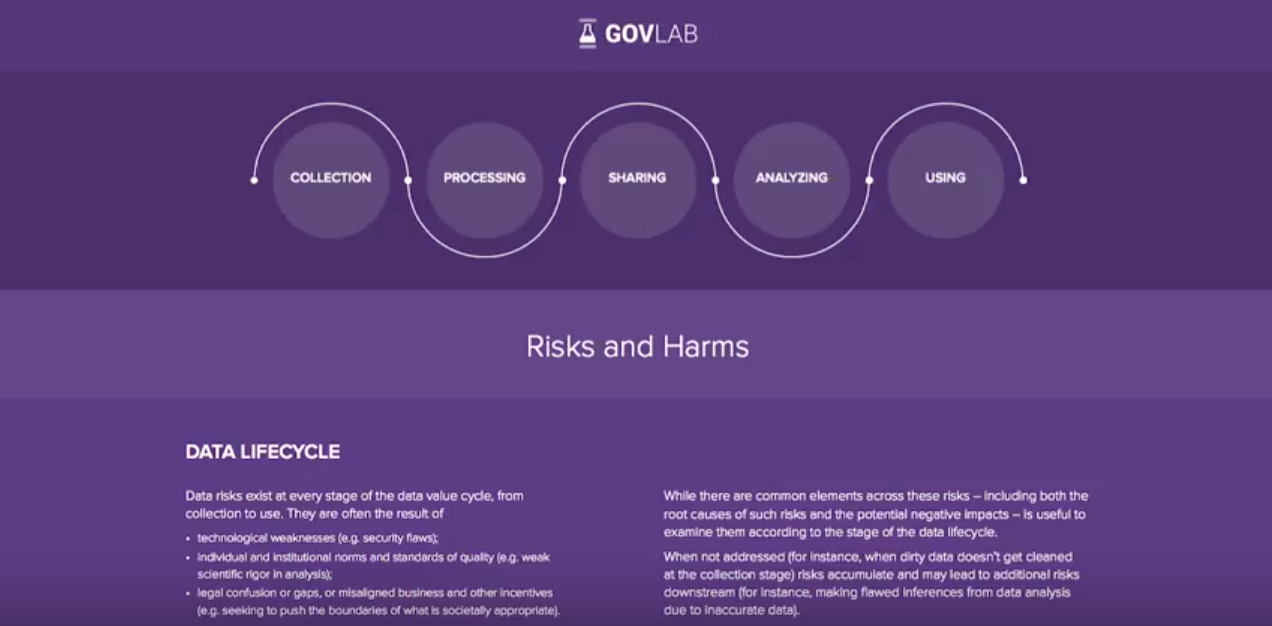 GOVLAB
COLLECTION
PROCESSING
SHARING
ANALYZING
USING
Risks and Harms
DATA LIFECYCLE
Data risks exist at every stage of the data value cycle, from
collection to use. They are often the result of
• technological weaknesses (e.g. security flaws);
• individual and institutional norms and standards of quality (e.g. weak
scientific rigor in analysis);
• legal confusion or gaps, or misaligned business and other incentives
(e.g. seeking to push the boundaries of what is societally appropriate).
While there are common elements across these risks – including both the
root causes of such risks and the potential negative impacts – is useful to
examine them according to the stage of the data lifecycle.
When not addressed (for instance, when dirty data doesn't get cleaned
at the collection stage) risks accumulate and may lead to additional risks
downstream (for instance, making flawed inferences from data analysis
due to inaccurate data).